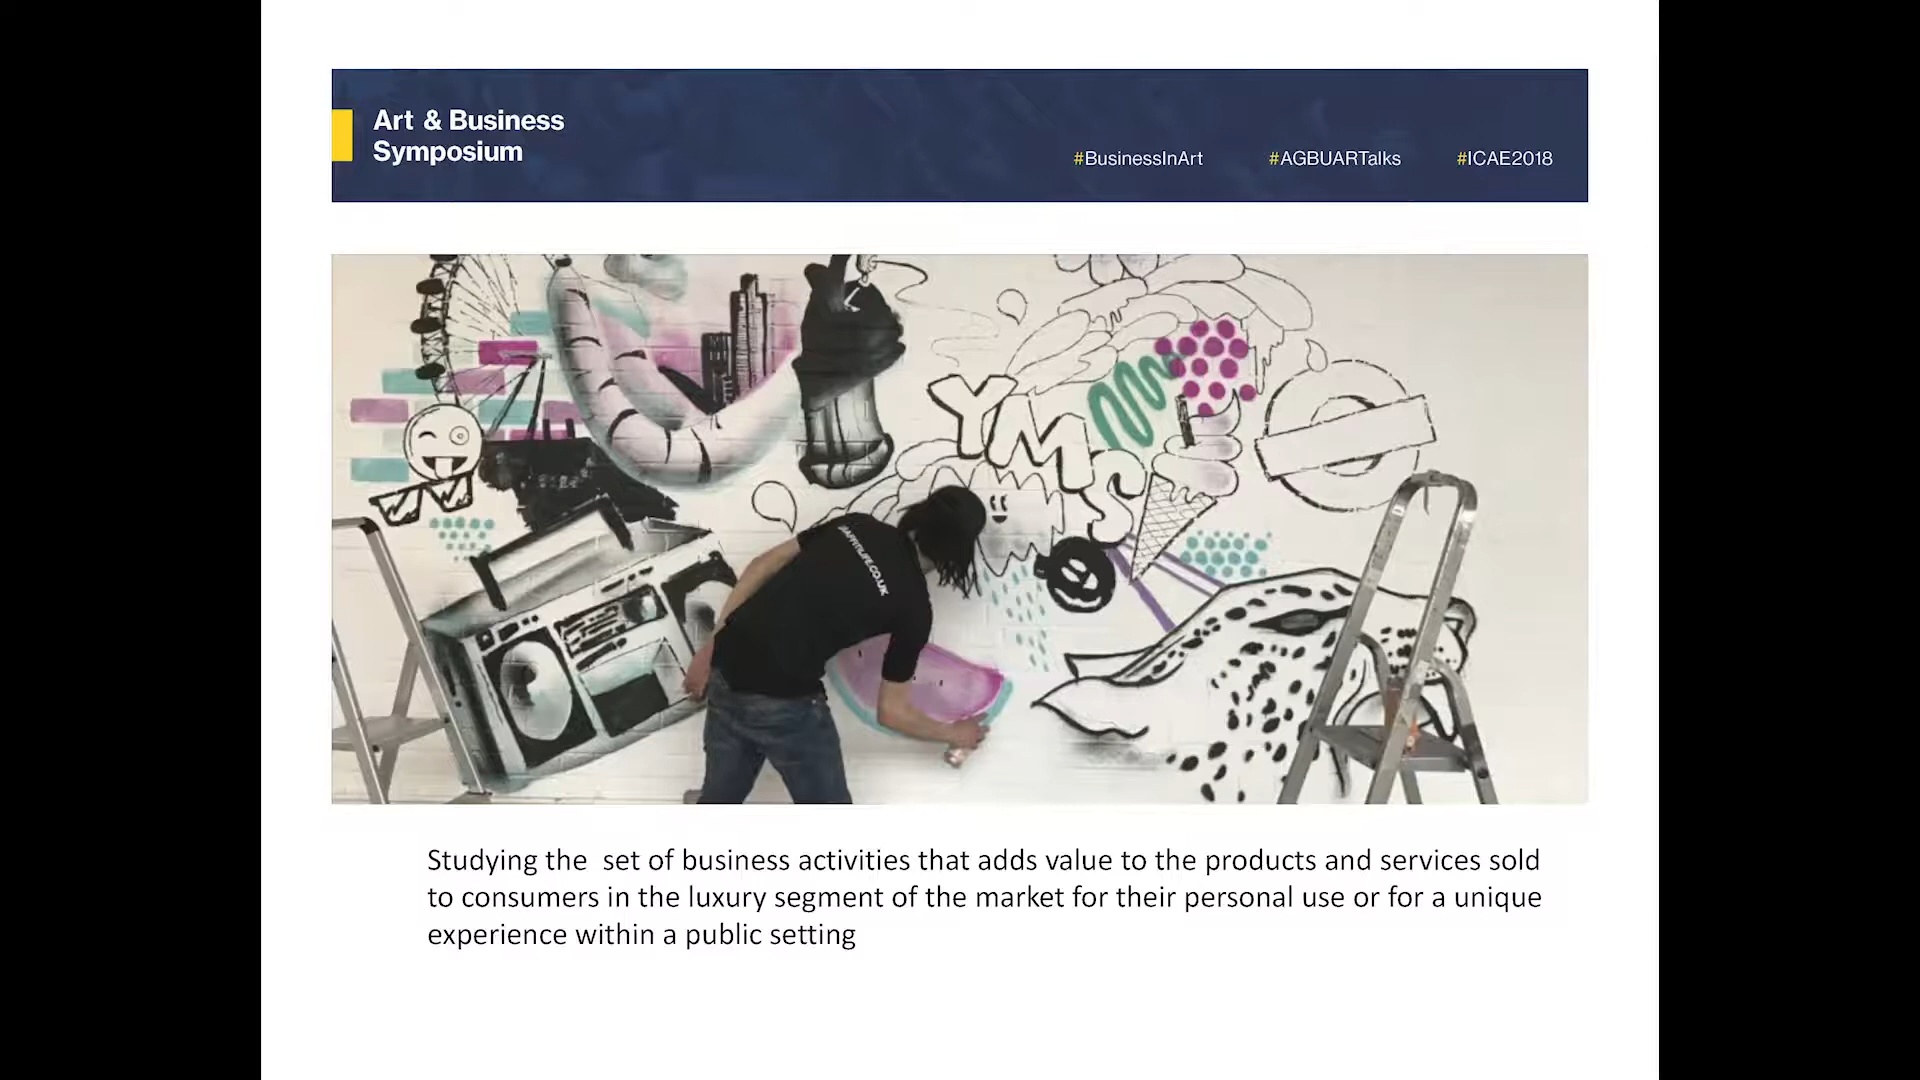 Art & Business
Symposium
#BusinessInArt
#AGBUARTalks
#ICAE2018
YMS
Studying the  set of business activities that adds value to the products and services sold
to consumers in the luxury segment of the market for their personal use or for a unique
experience within a public setting